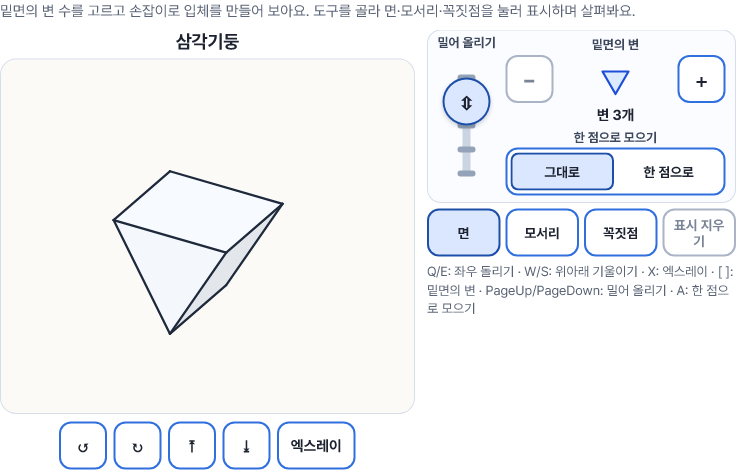 밑면의 변 수를 고르고 손잡이로 입체를 만들어 보아요. 도구를 골라 면·모서리·꼭짓점을 눌러 표시하며 살펴봐요.
삼각기둥
밀어 올리기
밑면의 변
−
+
변 3개
한 점으로 모으기
그대로
한 점으로
면
모서리
꼭짓점
표시 지우
기
Q/E: 좌우 돌리기 · W/S: 위아래 기울이기 · X: 엑스레이 · [ ]:
밑면의 변 · PageUp/PageDown: 밀어 올리기 · A: 한 점으
로 모으기
엑스레이